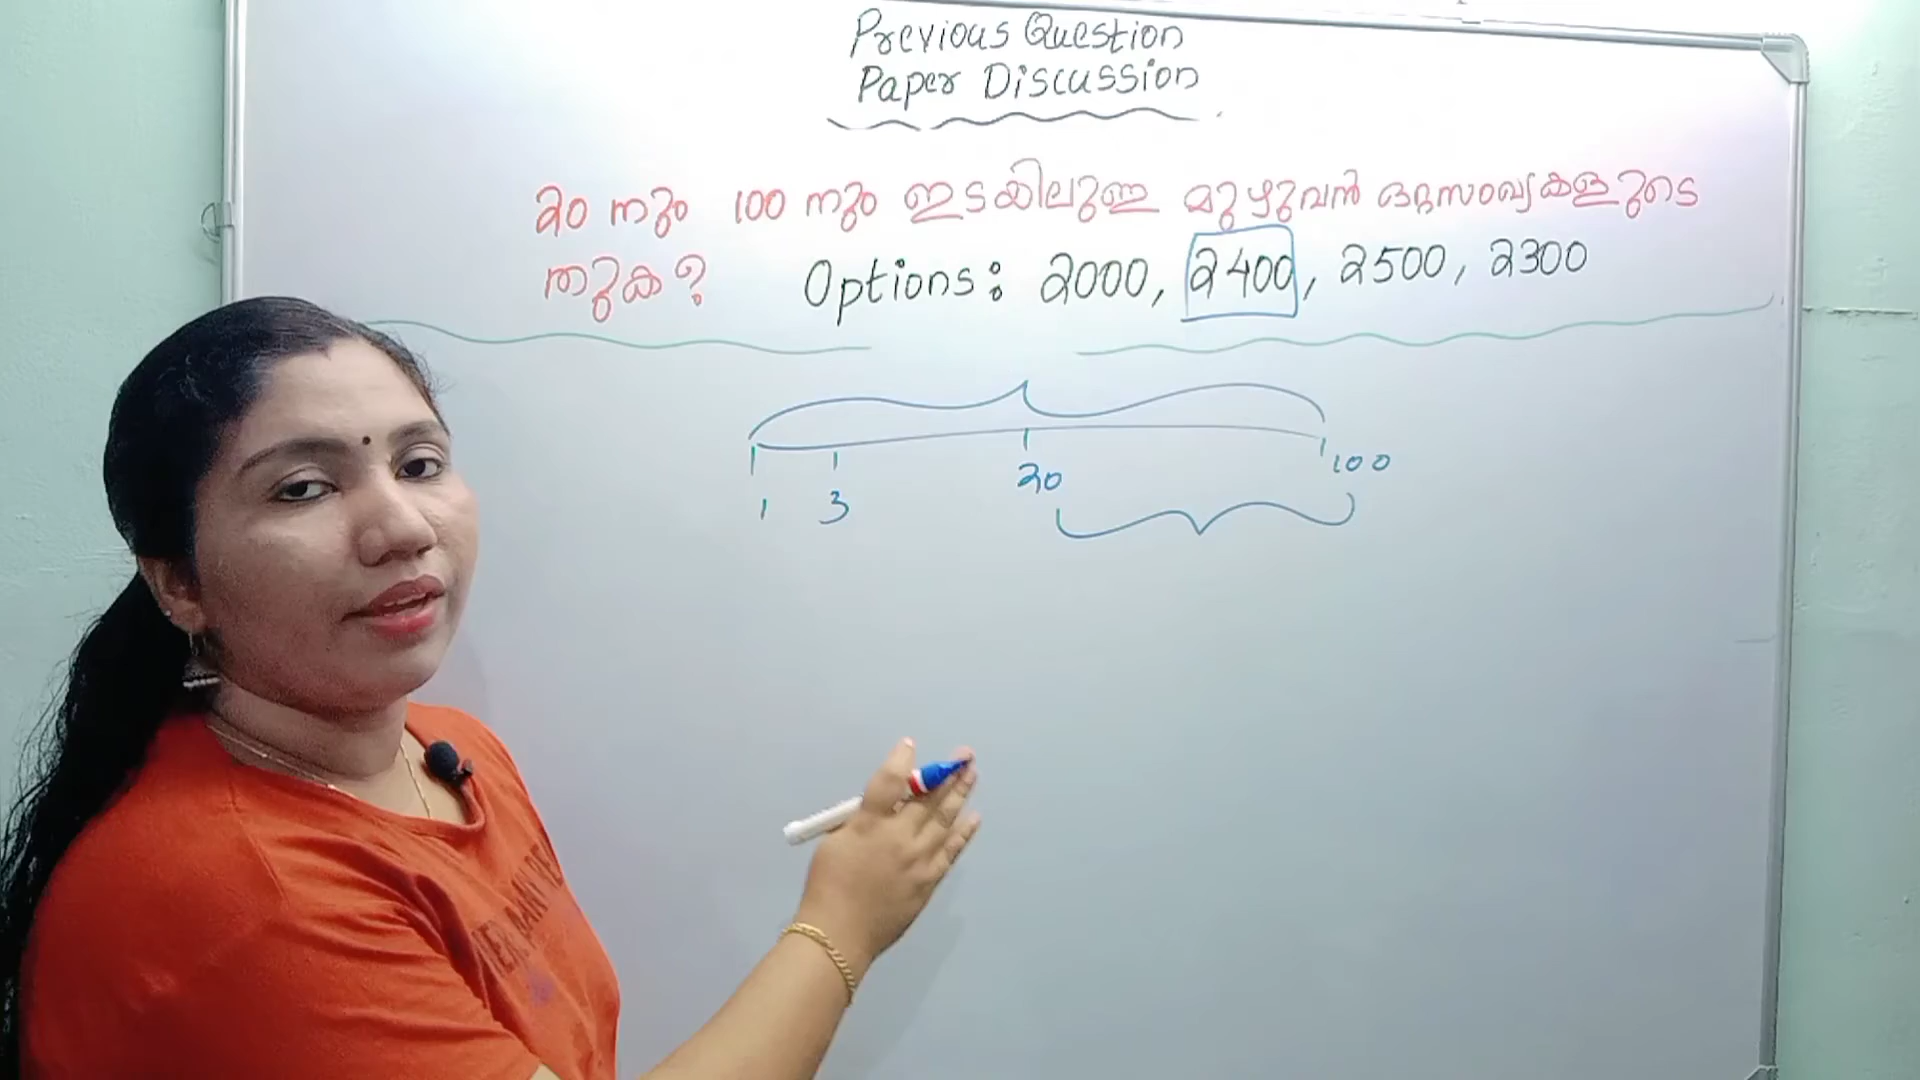 Previous Question
Paper Discussion
20 നും 100 നും ഇടയിലുള്ള മുഴുവൻ ഒറ്റസംഖ്യകളുടെ
തുക?
Options: 2000, 2400, 2500, 2300
1 3 20 100